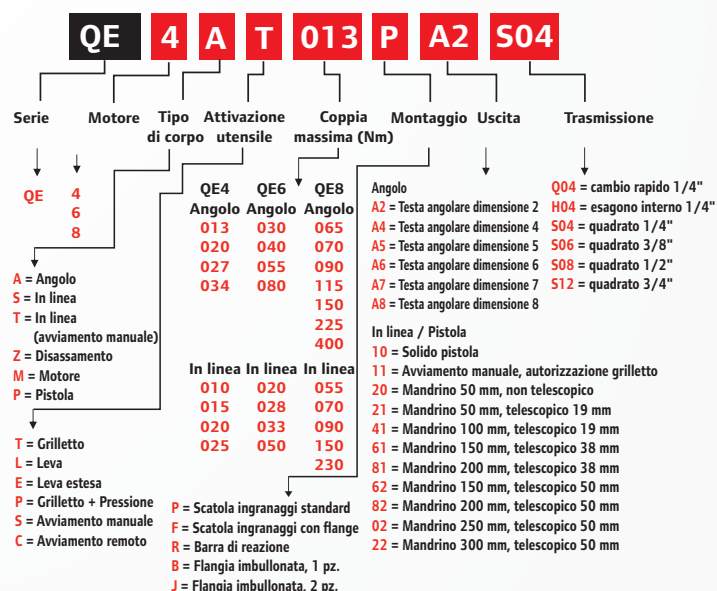 QE 4 A T 013 P A2 S04
Serie Motore Tipo di corpo Attivazione utensile Coppia massima (Nm) Montaggio Uscita Trasmissione
QE
4
6
8
A = Angolo
S = In linea
T = In linea
(avviamento manuale)
Z = Disassamento
M = Motore
P = Pistola
T = Grilletto
L = Leva
E = Leva estesa
P = Grilletto + Pressione
S = Avviamento manuale
C = Avviamento remoto
QE4 QE6 QE8
Angolo Angolo Angolo
013 030 065
020 040 070
027 055 090
034 080 115
150
225
400
In linea In linea In linea
010 020 055
015 028 070
020 033 090
025 050 150
230
P = Scatola ingranaggi standard
F = Scatola ingranaggi con flange
R = Barra di reazione
B = Flangia imbullonata, 1 pz.
J = Flangia imbullonata, 2 pz.
Angolo
A2 = Testa angolare dimensione 2
A4 = Testa angolare dimensione 4
A5 = Testa angolare dimensione 5
A6 = Testa angolare dimensione 6
A7 = Testa angolare dimensione 7
A8 = Testa angolare dimensione 8
In linea / Pistola
10 = Solido pistola
11 = Avviamento manuale, autorizzazione grilletto
20 = Mandrino 50 mm, non telescopico
21 = Mandrino 50 mm, telescopico 19 mm
41 = Mandrino 100 mm, telescopico 19 mm
61 = Mandrino 150 mm, telescopico 38 mm
81 = Mandrino 200 mm, telescopico 38 mm
62 = Mandrino 150 mm, telescopico 50 mm
82 = Mandrino 200 mm, telescopico 50 mm
02 = Mandrino 250 mm, telescopico 50 mm
22 = Mandrino 300 mm, telescopico 50 mm
Q04 = cambio rapido 1/4"
H04 = esagono interno 1/4"
S04 = quadrato 1/4"
S06 = quadrato 3/8"
S08 = quadrato 1/2"
S12 = quadrato 3/4"